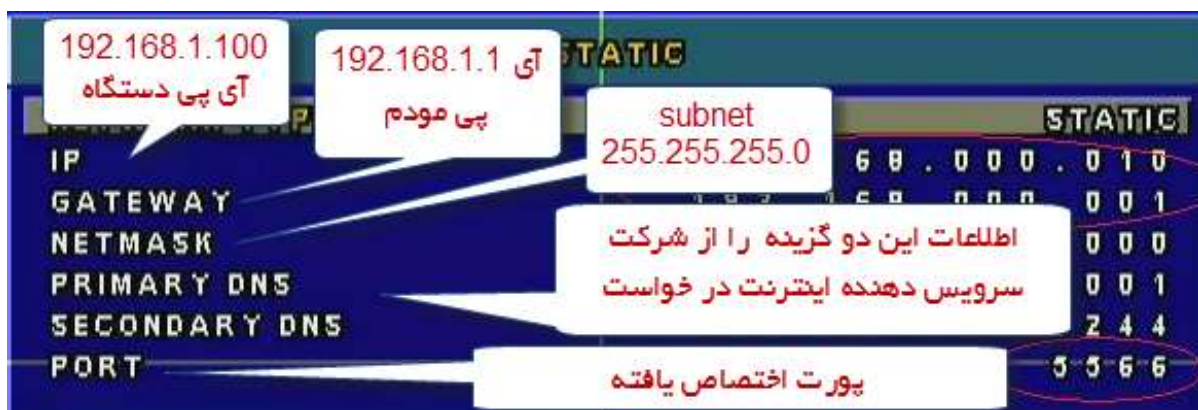 STATIC
192.168.1.100
آی پی دستگاه
192.168.1.1 آی
پی مودم
subnet
255.255.255.0
STATIC
IP 68.000.010
GATEWAY 001
NETMASK 000
اطلاعات این دو گزینه را از شرکت
سرویس دهنده اینترنت در خواست
PRIMARY DNS 001
SECONDARY DNS 244
PORT 5566
پورت اختصاص یافته